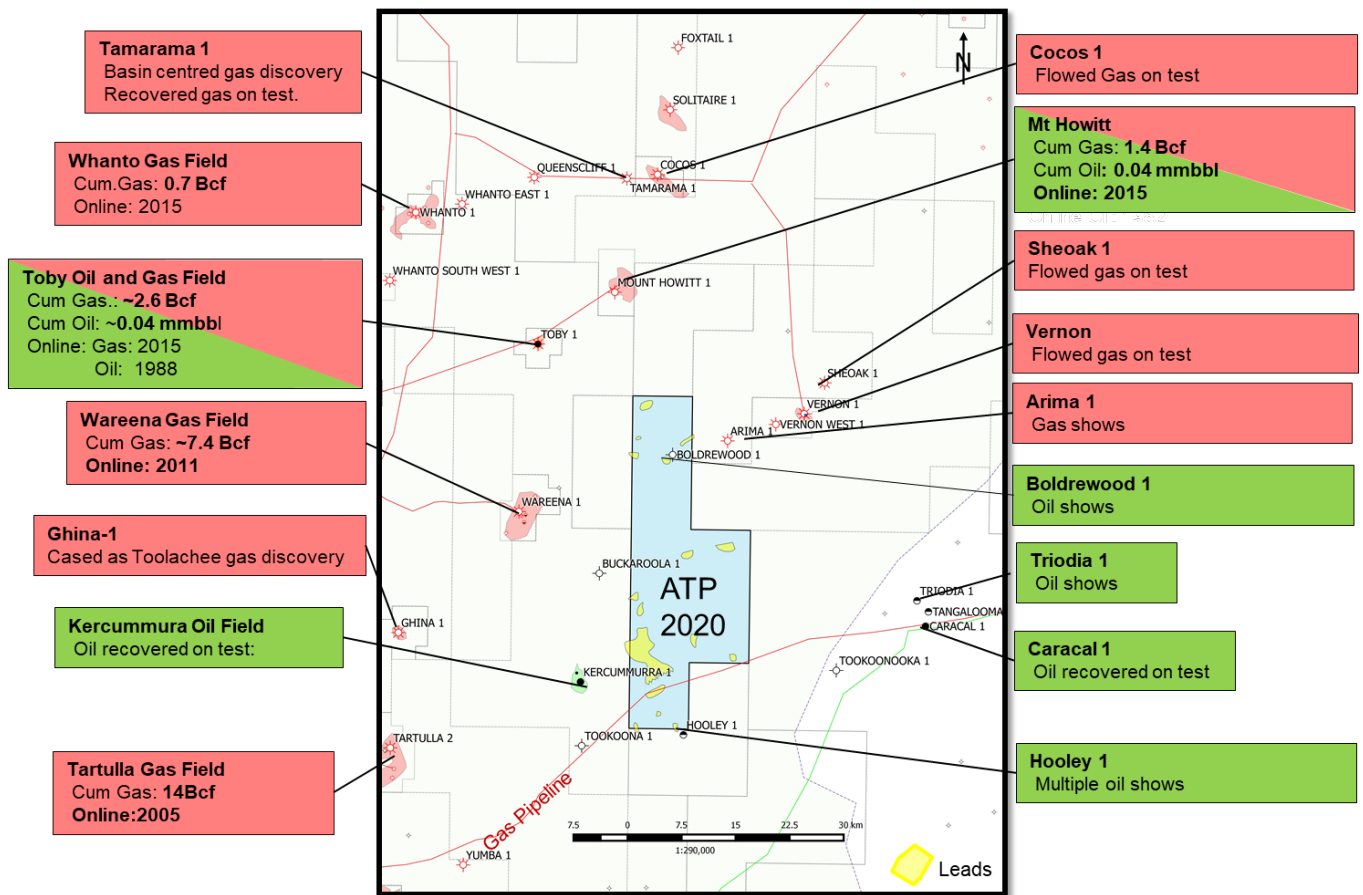 Tamarama 1
Basin centred gas discovery
Recovered gas on test.
Whanto Gas Field
Cum.Gas: 0.7 Bcf
Online: 2015
Toby Oil and Gas Field
Cum Gas.: ~2.6 Bcf
Cum Oil: ~0.04 mmbbl
Online: Gas: 2015
Oil: 1988
Wareena Gas Field
Cum Gas: ~7.4 Bcf
Online: 2011
Ghina-1
Cased as Toolachee gas discovery
Kercummura Oil Field
Oil recovered on test:
Tartulla Gas Field
Cum Gas: 14Bcf
Online:2005
FOXTAIL 1
N
SOLITAIRE 1
QUEENSCLIFF 1
COCOS 1
TAMARAMA 1
WHANTO EAST 1
WHANTO 1
WHANTO SOUTH WEST 1
MOUNT HOWITT 1
TOBY 1
SHEOAK 1
VERNON 1
VERNON WEST 1
ARIMA 1
BOLDREWOOD 1
WAREENA 1
BUCKAROOLA 1
ATP
2020
TRIODIA 1
TANGALOOMA
CARACAL 1
GHINA 1
TOOKOONOOKA 1
KERCUMMURRA 1
HOOLEY 1
TARTULLA 2
TOOKOONA 1
Gas Pipeline
7.5 0 7.5 15 22.5 30 km
1:290,000
YUMBA 1
Leads
Cocos 1
Flowed Gas on test
Mt Howitt
Cum Gas: 1.4 Bcf
Cum Oil: 0.04 mmbbl
Online: 2015
Sheoak 1
Flowed gas on test
Vernon
Flowed gas on test
Arima 1
Gas shows
Boldrewood 1
Oil shows
Triodia 1
Oil shows
Caracal 1
Oil recovered on test
Hooley 1
Multiple oil shows